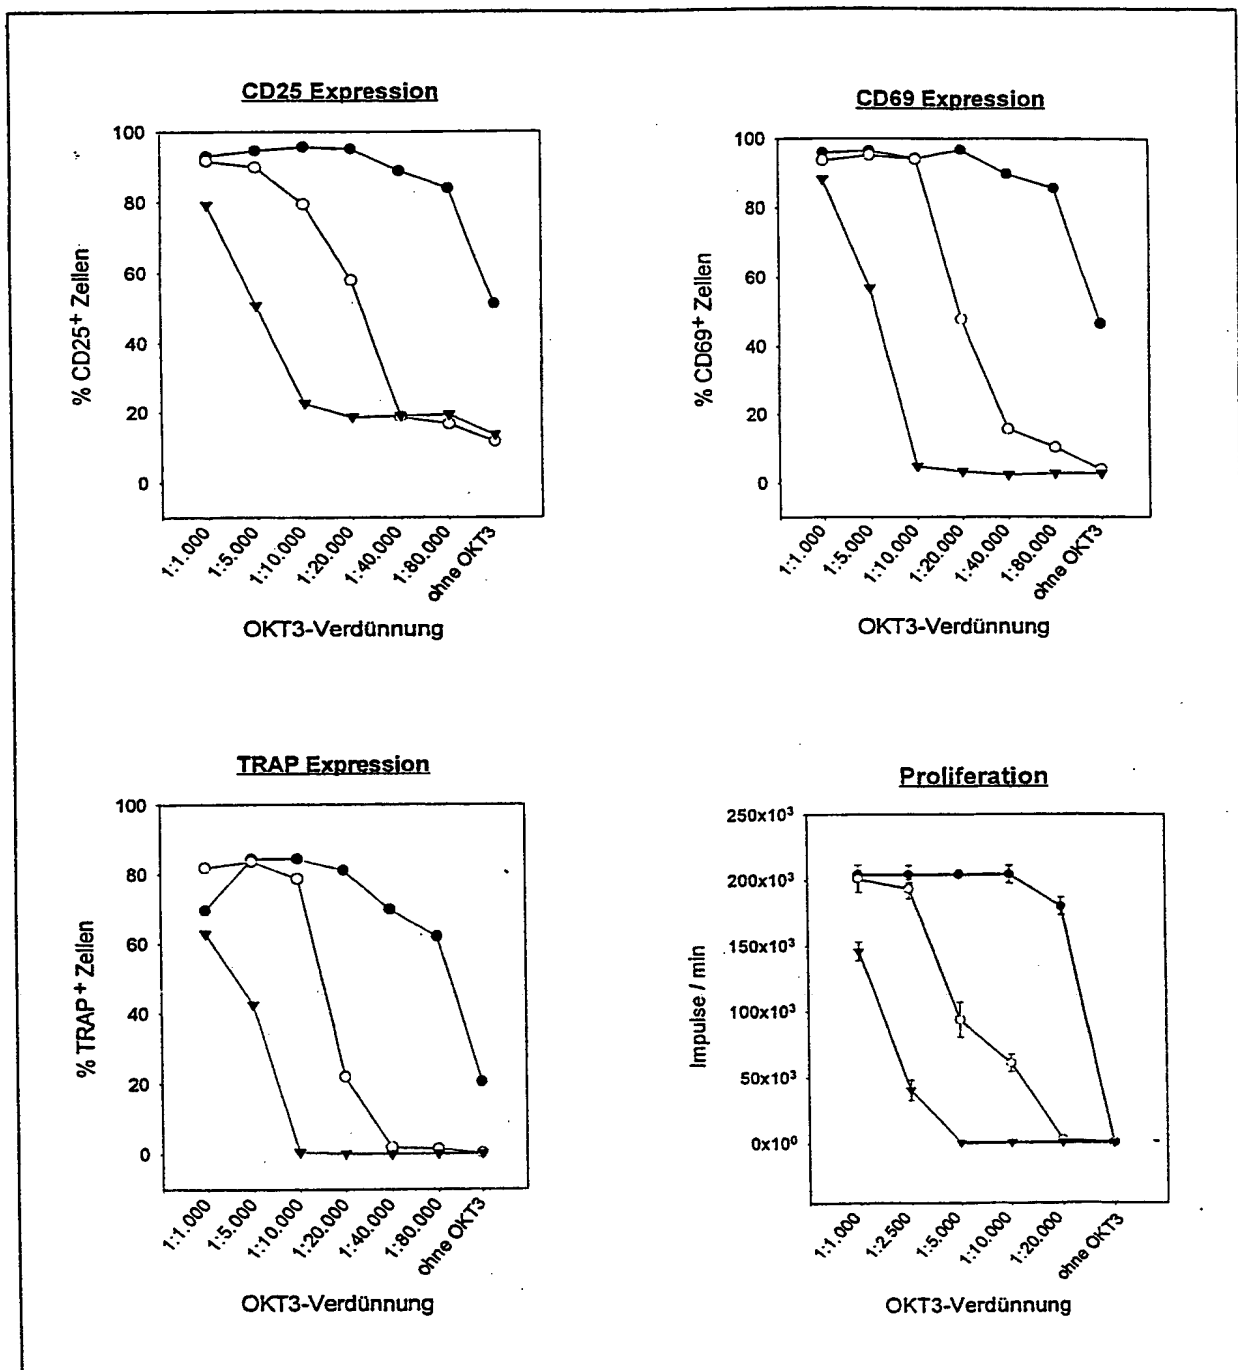 CD25 Expression
100
80
60
40
20
0
% CD25+ Zellen
1:1.000
1:5.000
1:10.000
1:20.000
1:40.000
1:80.000
ohne OKT3
OKT3-Verdünnung
CD69 Expression
100
80
60
40
20
0
% CD69+ Zellen
1:1.000
1:5.000
1:10.000
1:20.000
1:40.000
1:80.000
ohne OKT3
OKT3-Verdünnung
TRAP Expression
100
80
60
40
20
0
% TRAP+ Zellen
1:1.000
1:5.000
1:10.000
1:20.000
1:40.000
1:80.000
ohne OKT3
OKT3-Verdünnung
Proliferation
250x10³
200x10³
150x10³
100x10³
50x10³
0x10⁰
Impulse / min
1:1.000
1:2.500
1:5.000
1:10.000
1:20.000
ohne OKT3
OKT3-Verdünnung